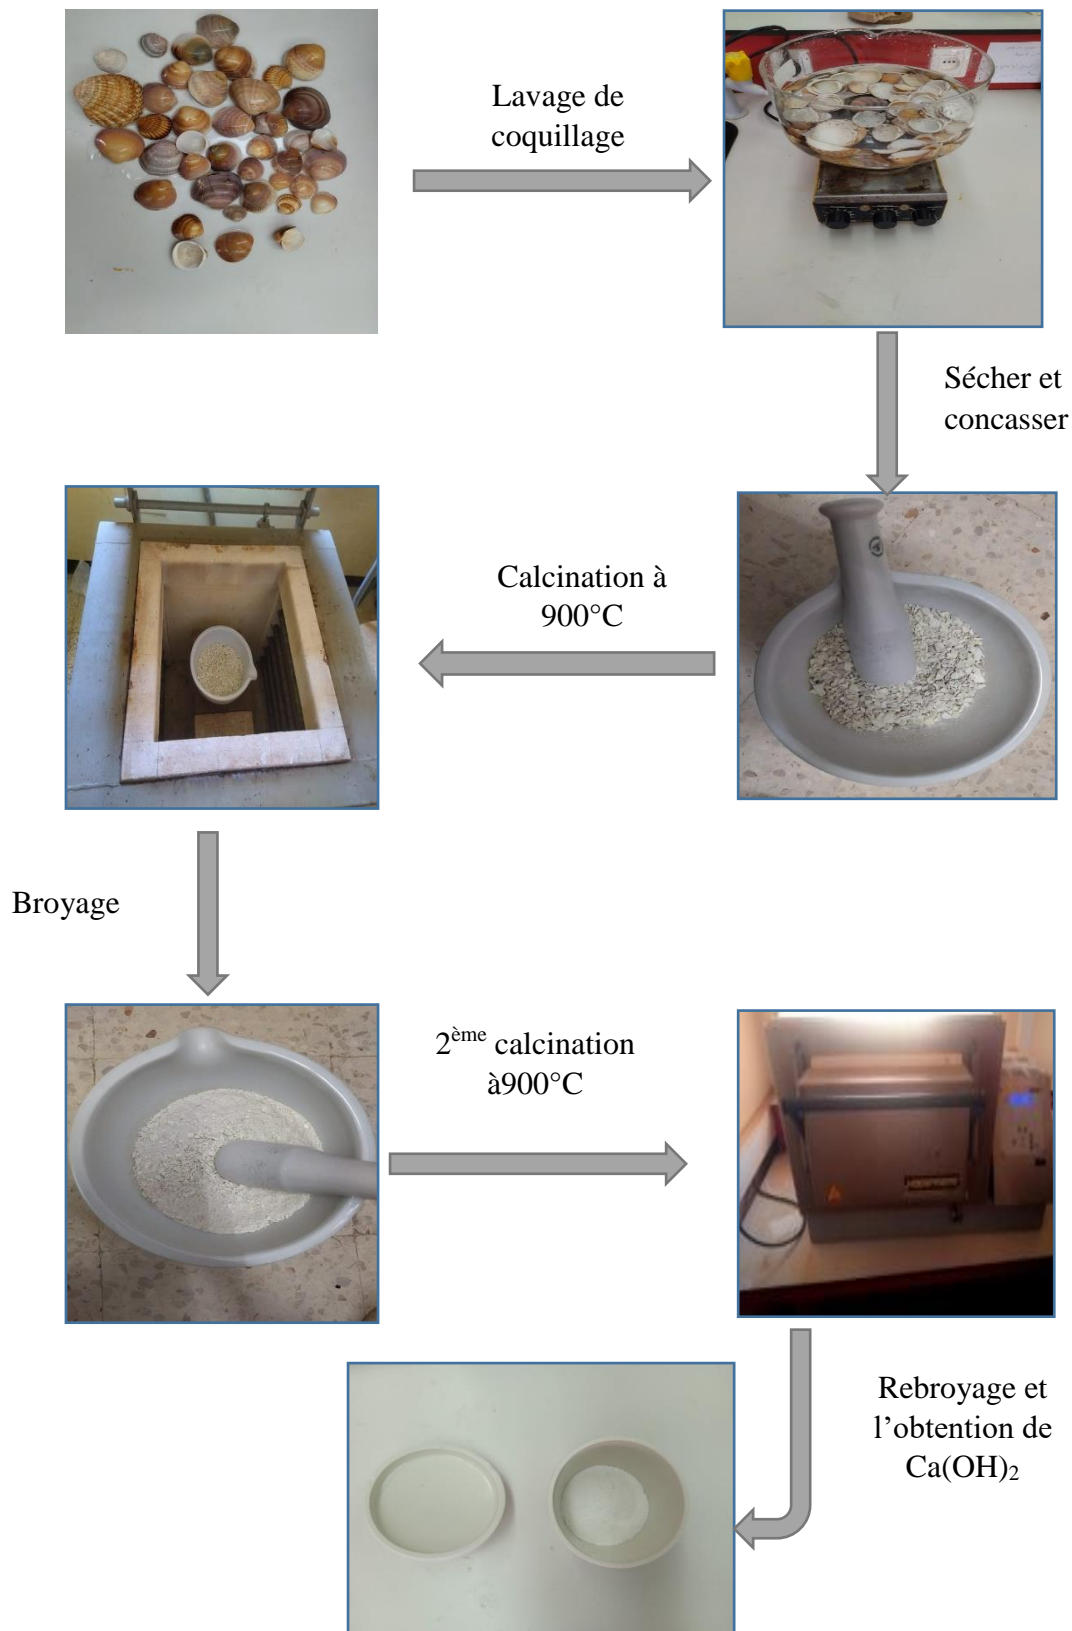 Lavage de
coquillage
Sécher et
concasser
Calcination à
900°C
Broyage
2ème calcination
à900°C
Rebroyage et
l’obtention de
Ca(OH)2